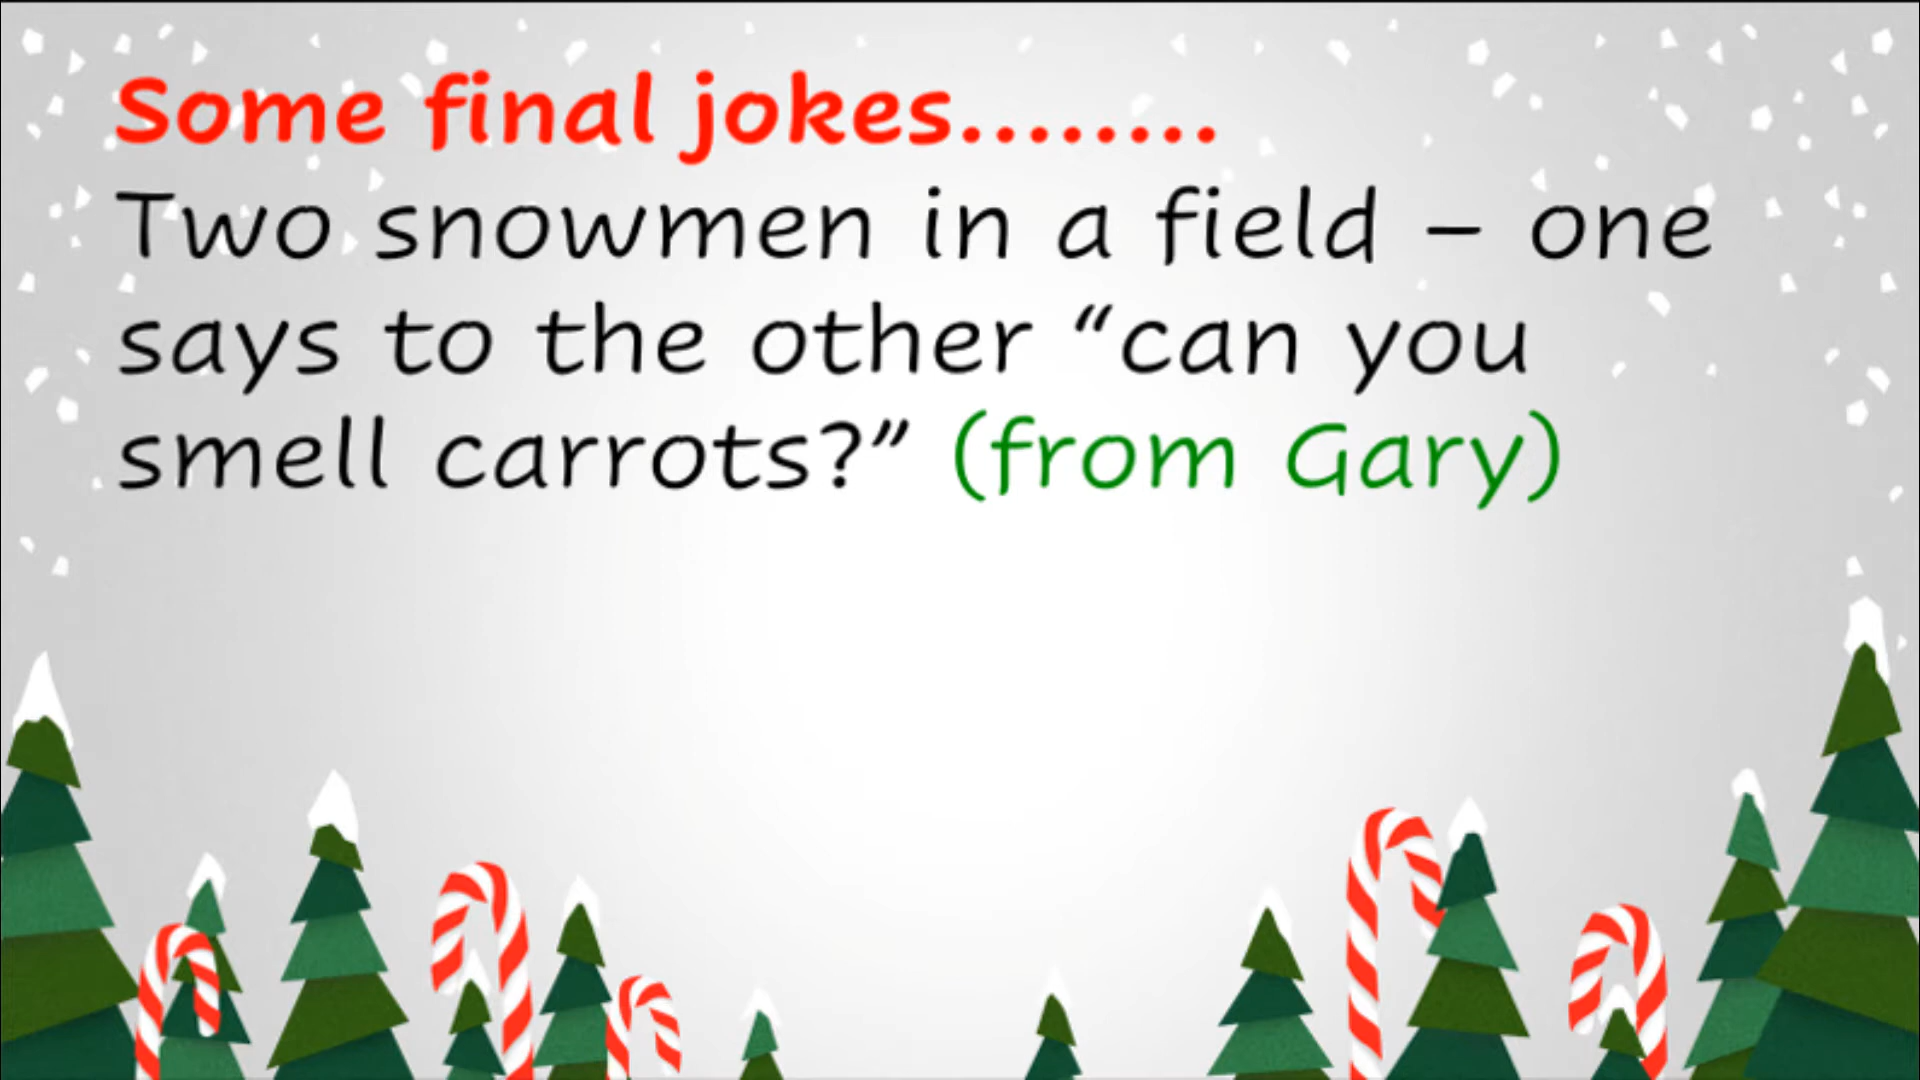 Some final jokes........
Two snowmen in a field – one
says to the other “can you
smell carrots?” (from Gary)